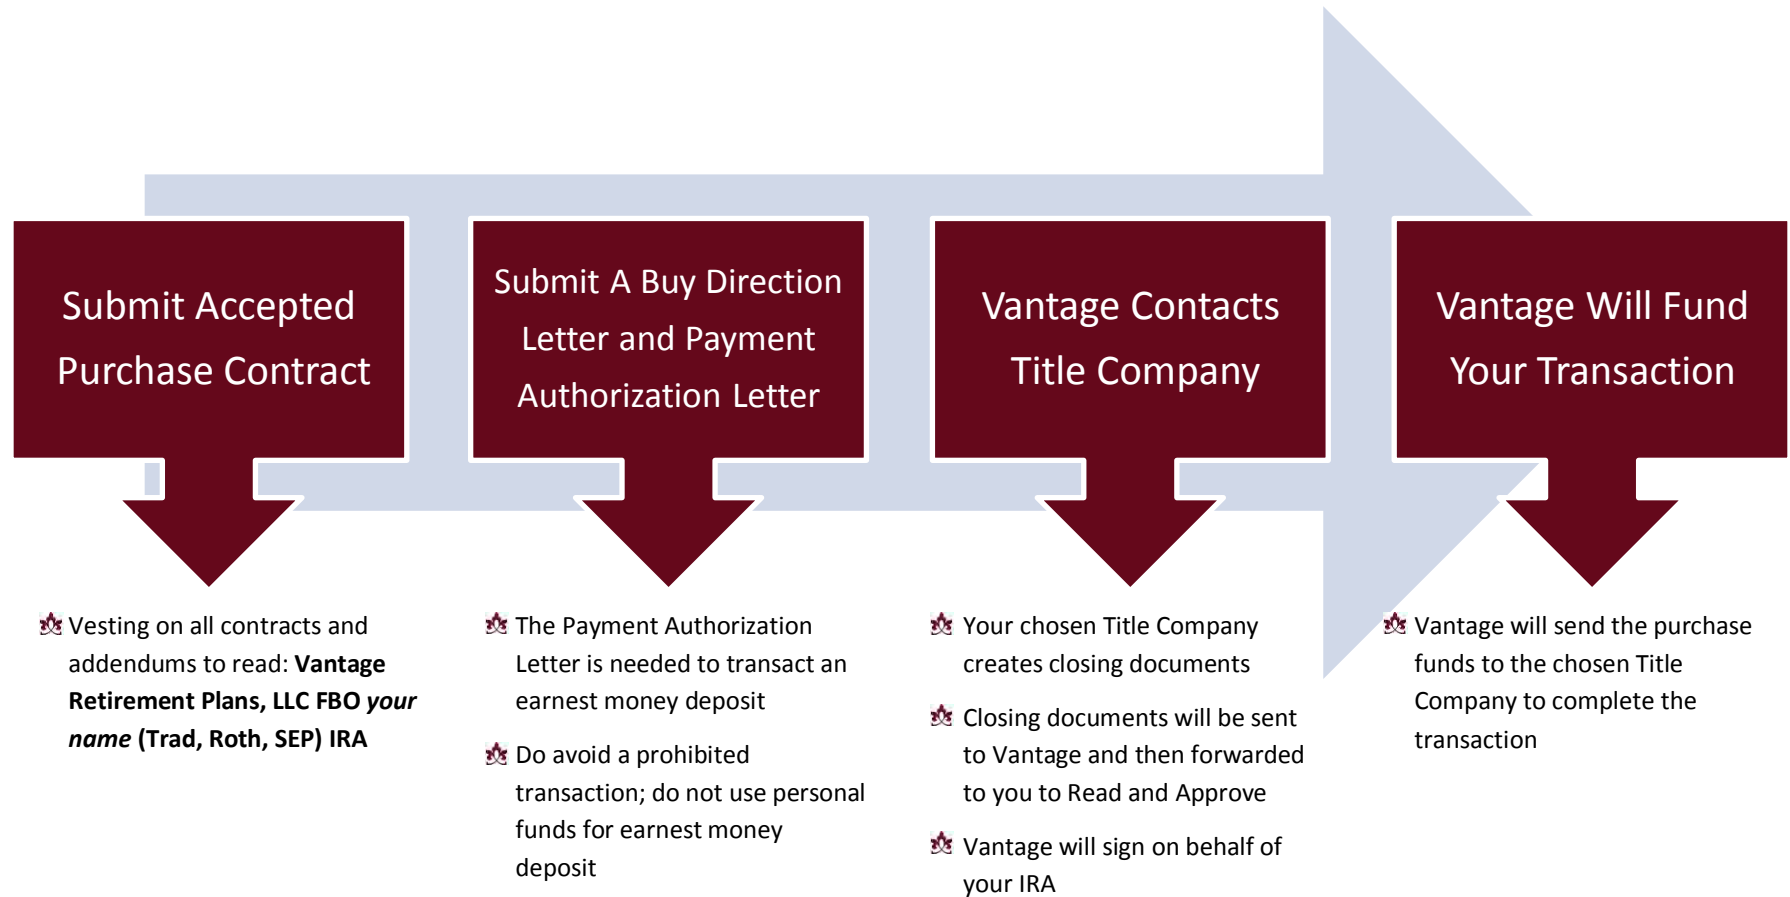 Submit Accepted
Purchase Contract
Submit A Buy Direction
Letter and Payment
Authorization Letter
Vantage Contacts
Title Company
Vantage Will Fund
Your Transaction
Vesting on all contracts and
addendums to read: Vantage
Retirement Plans, LLC FBO your
name (Trad, Roth, SEP) IRA
The Payment Authorization
Letter is needed to transact an
earnest money deposit
Do avoid a prohibited
transaction; do not use personal
funds for earnest money
deposit
Your chosen Title Company
creates closing documents
Closing documents will be sent
to Vantage and then forwarded
to you to Read and Approve
Vantage will sign on behalf of
your IRA
Vantage will send the purchase
funds to the chosen Title
Company to complete the
transaction